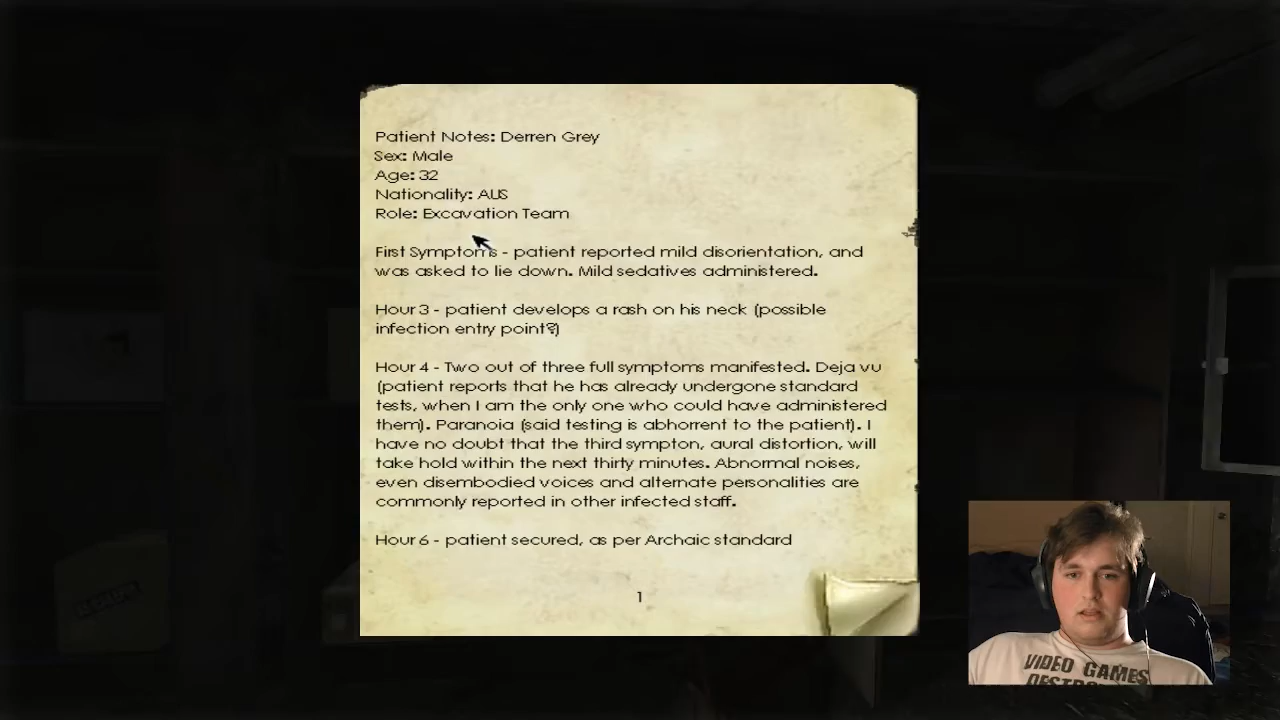 Patient Notes: Derren Grey
Sex: Male
Age: 32
Nationality: AUS
Role: Excavation Team
First Symptoms - patient reported mild disorientation, and
was asked to lie down. Mild sedatives administered.
Hour 3 - patient develops a rash on his neck (possible
infection entry point?)
Hour 4 - Two out of three full symptoms manifested. Deja vu
(patient reports that he has already undergone standard
tests, when I am the only one who could have administered
them). Paranoia (said testing is abhorrent to the patient). I
have no doubt that the third sympton, aural distortion, will
take hold within the next thirty minutes. Abnormal noises,
even disembodied voices and alternate personalities are
commonly reported in other infected staff.
Hour 6 - patient secured, as per Archaic standard
1
VIDEO GAMES